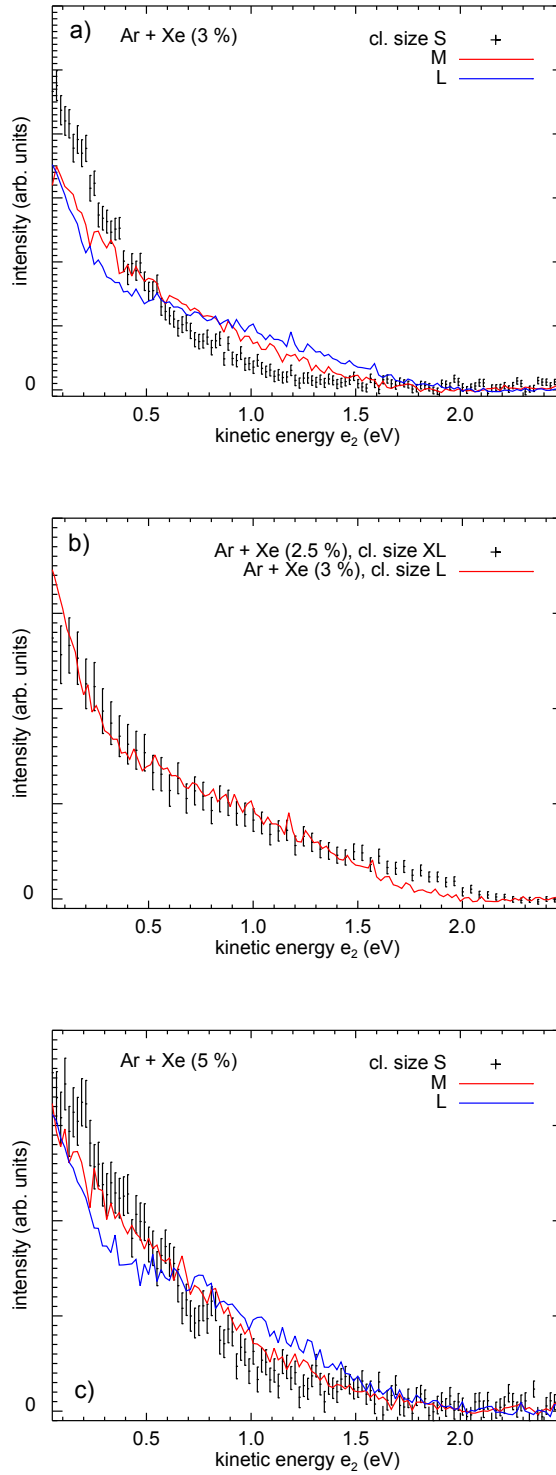 a)
Ar + Xe (3 %)
cl. size S
M
L
intensity (arb. units)
0
0.5 1.0 1.5 2.0
kinetic energy e₂ (eV)
b)
Ar + Xe (2.5 %), cl. size XL
Ar + Xe (3 %), cl. size L
intensity (arb. units)
0
0.5 1.0 1.5 2.0
kinetic energy e₂ (eV)
Ar + Xe (5 %)
cl. size S
M
L
intensity (arb. units)
c)
0
0.5 1.0 1.5 2.0
kinetic energy e₂ (eV)